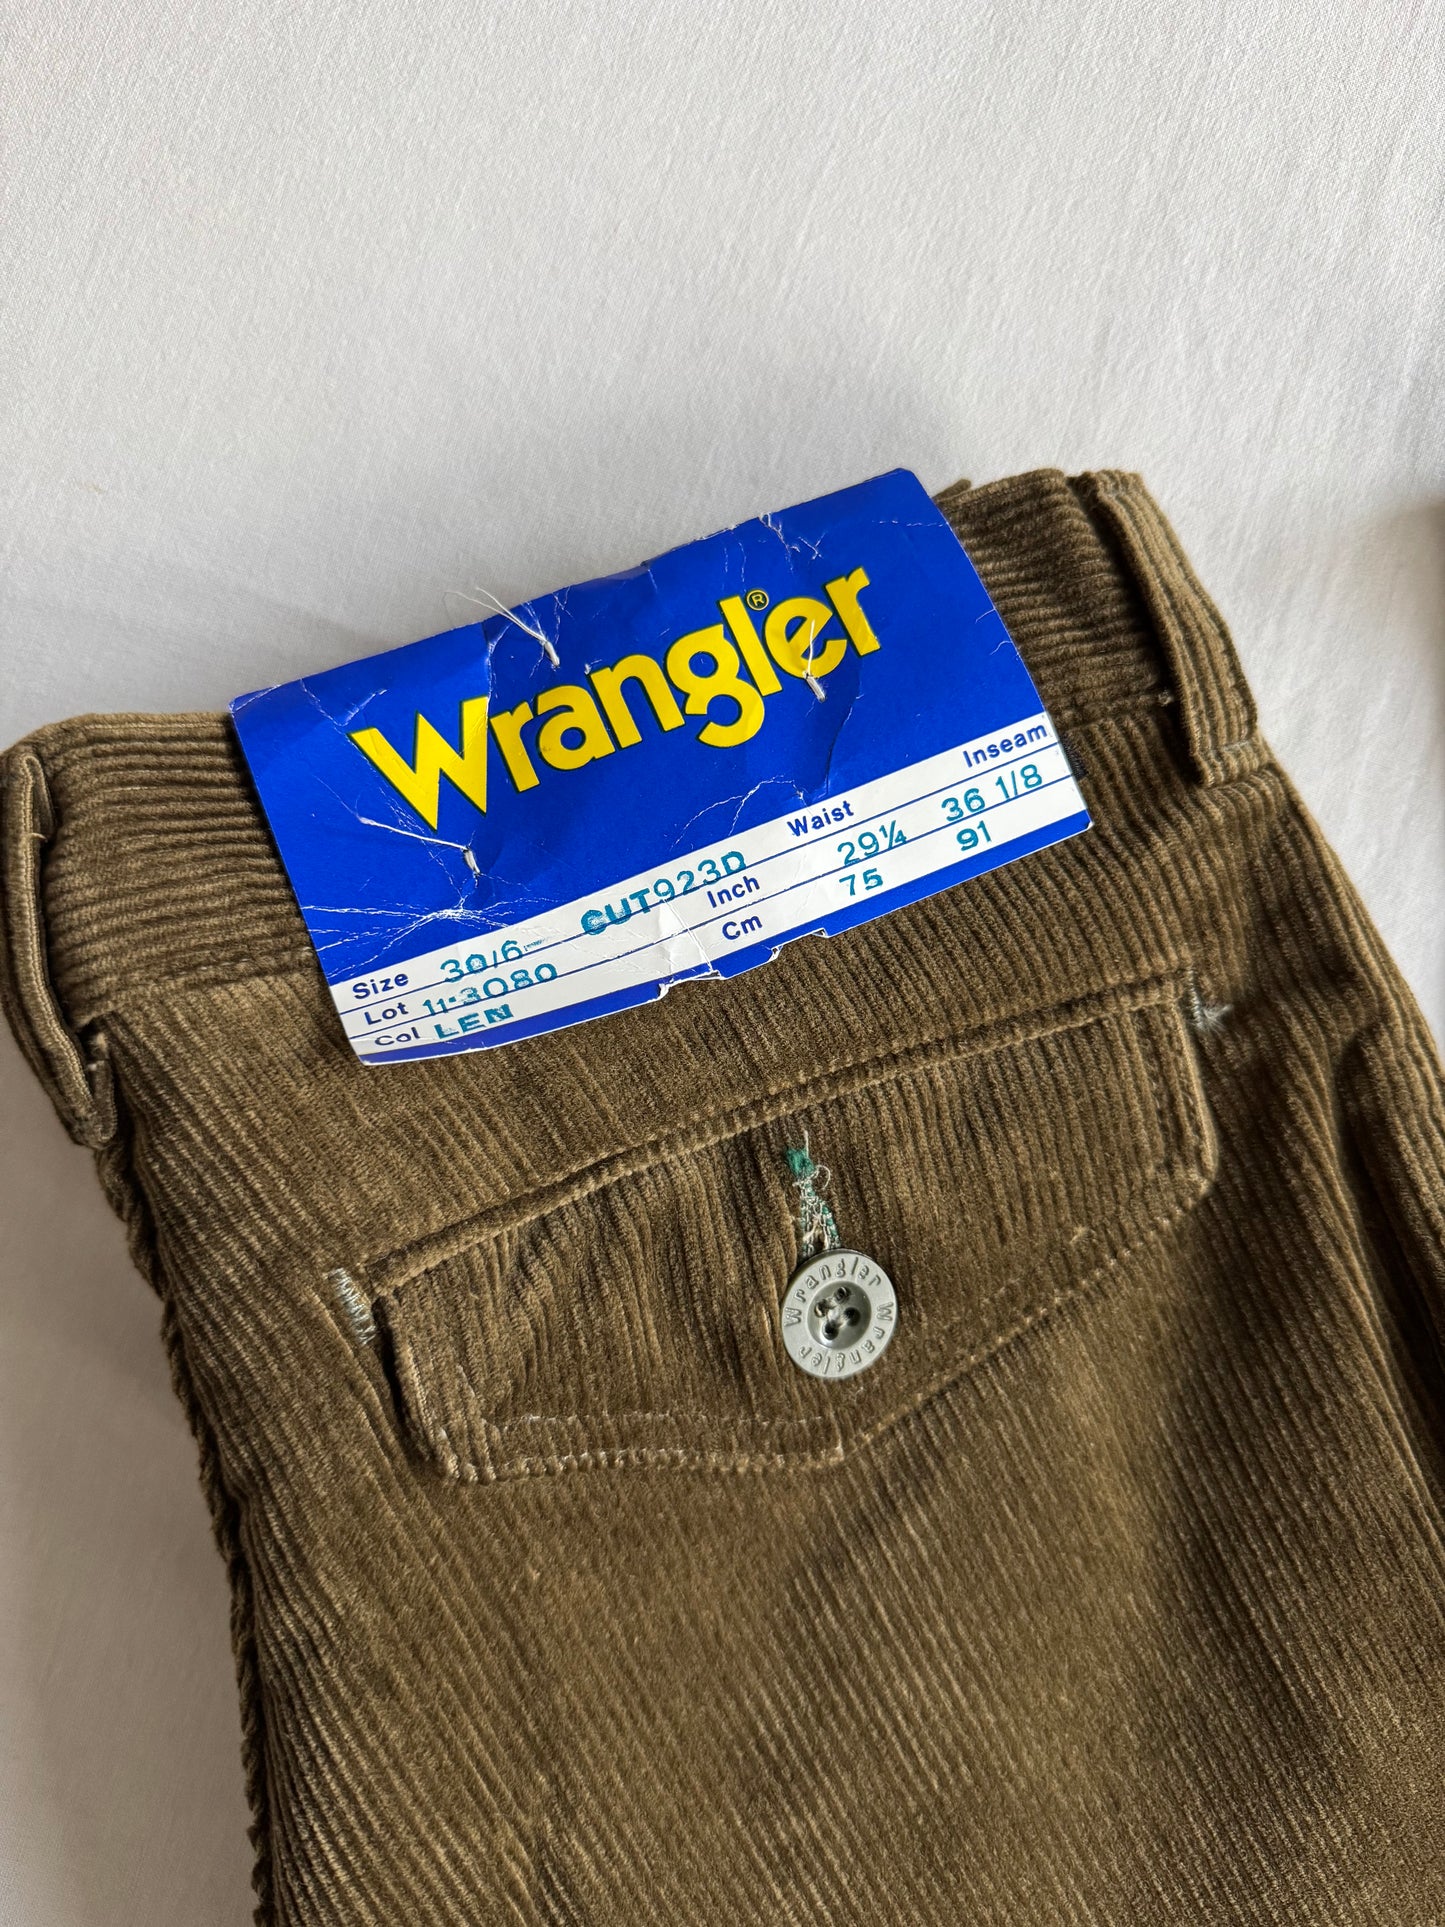 Wrangler®
Size 30/6 CUT923D Waist Inseam
Lot 11-3080 Inch 29¼ 36 1/8
Col LEN Cm 75 91
Wrangler Wrangler